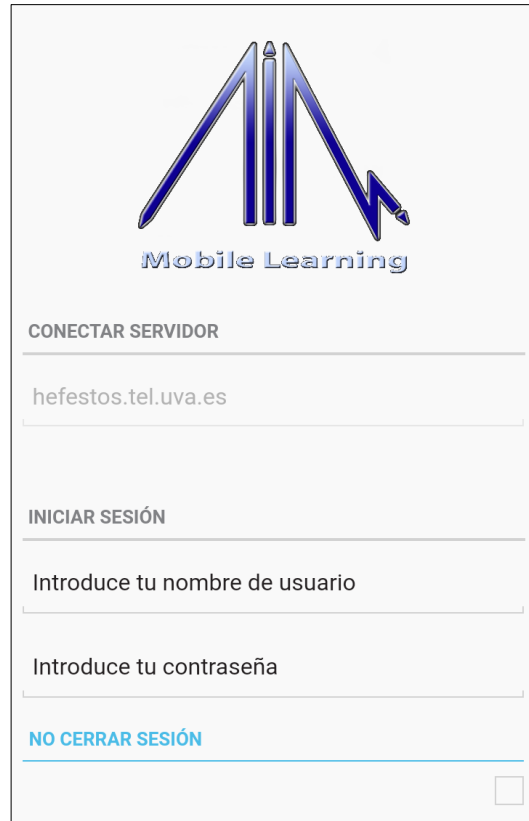 Mobile Learning
CONECTAR SERVIDOR
hefestos.tel.uva.es
INICIAR SESIÓN
Introduce tu nombre de usuario
Introduce tu contraseña
NO CERRAR SESIÓN